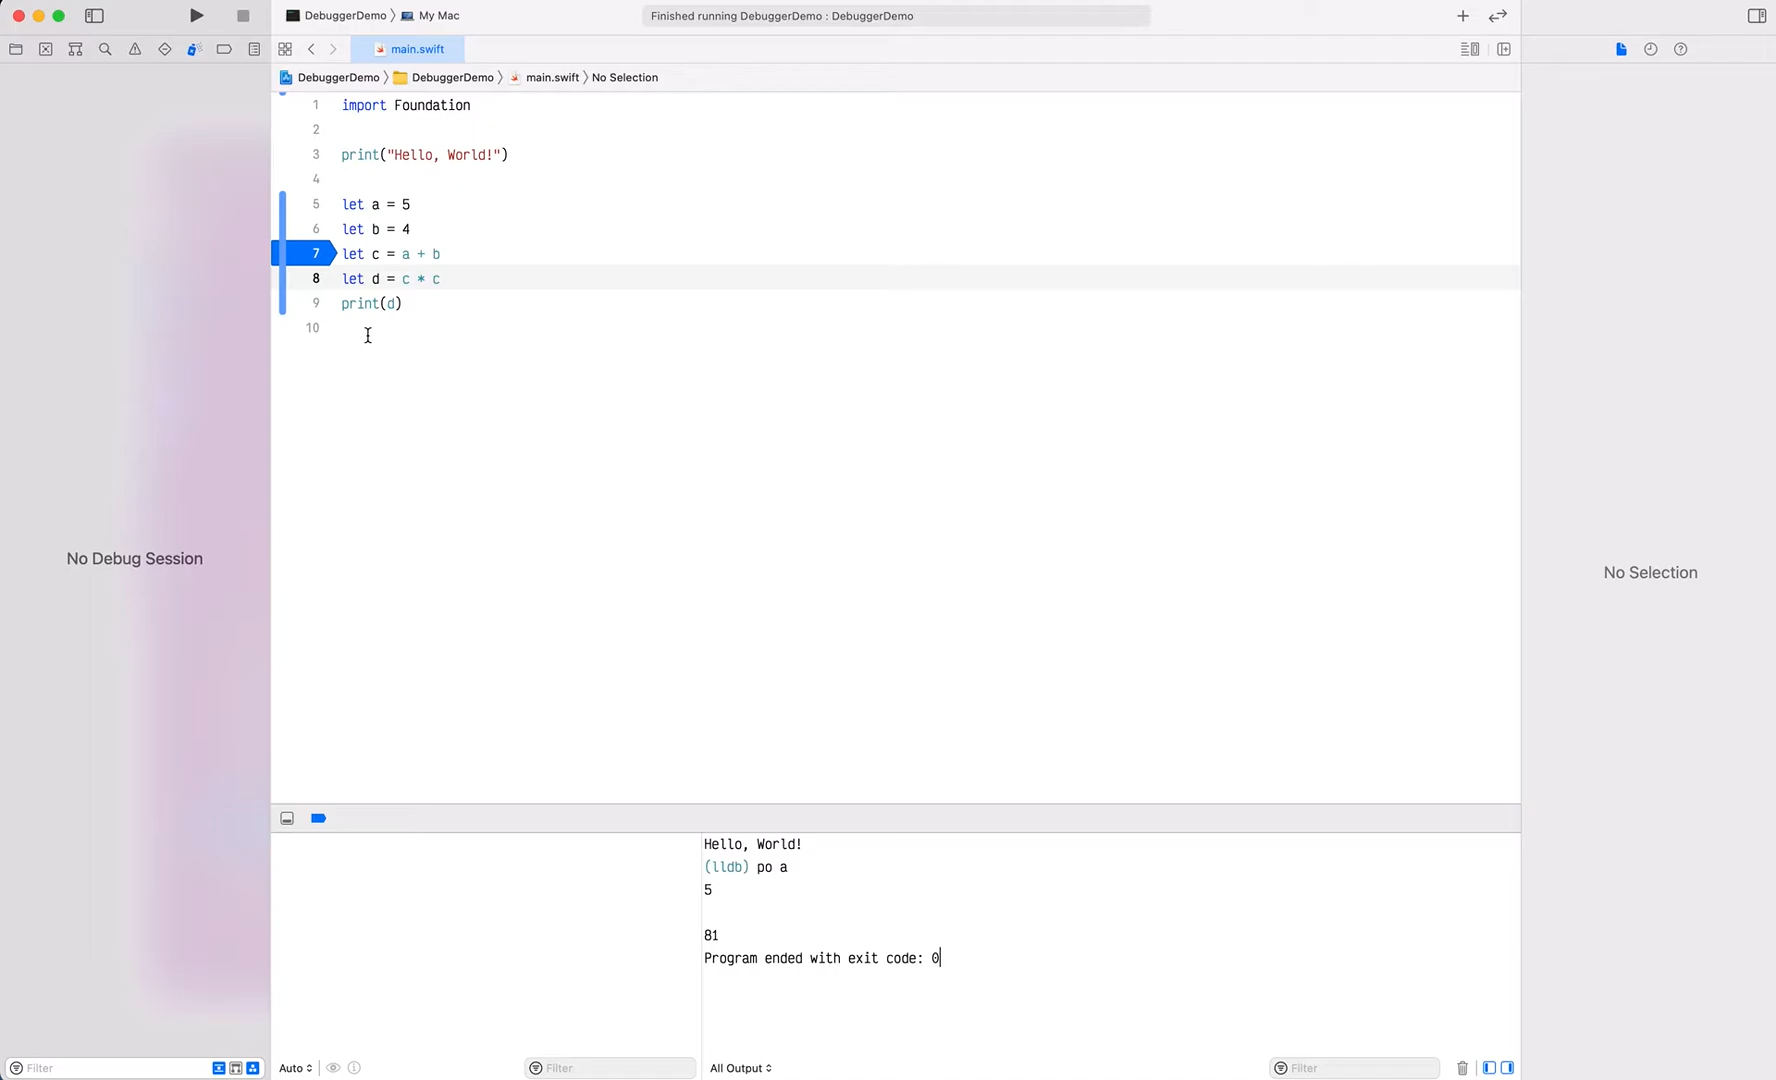 DebuggerDemo 〉 My Mac
Finished running DebuggerDemo : DebuggerDemo
main.swift
DebuggerDemo 〉 DebuggerDemo 〉 main.swift 〉 No Selection
1 import Foundation
2
3 print("Hello, World!")
4
5 let a = 5
6 let b = 4
7 let c = a + b
8 let d = c * c
9 print(d)
10
No Debug Session
No Selection
Hello, World!
(lldb) po a
5
81
Program ended with exit code: 0
Filter
Auto
Filter
All Output
Filter